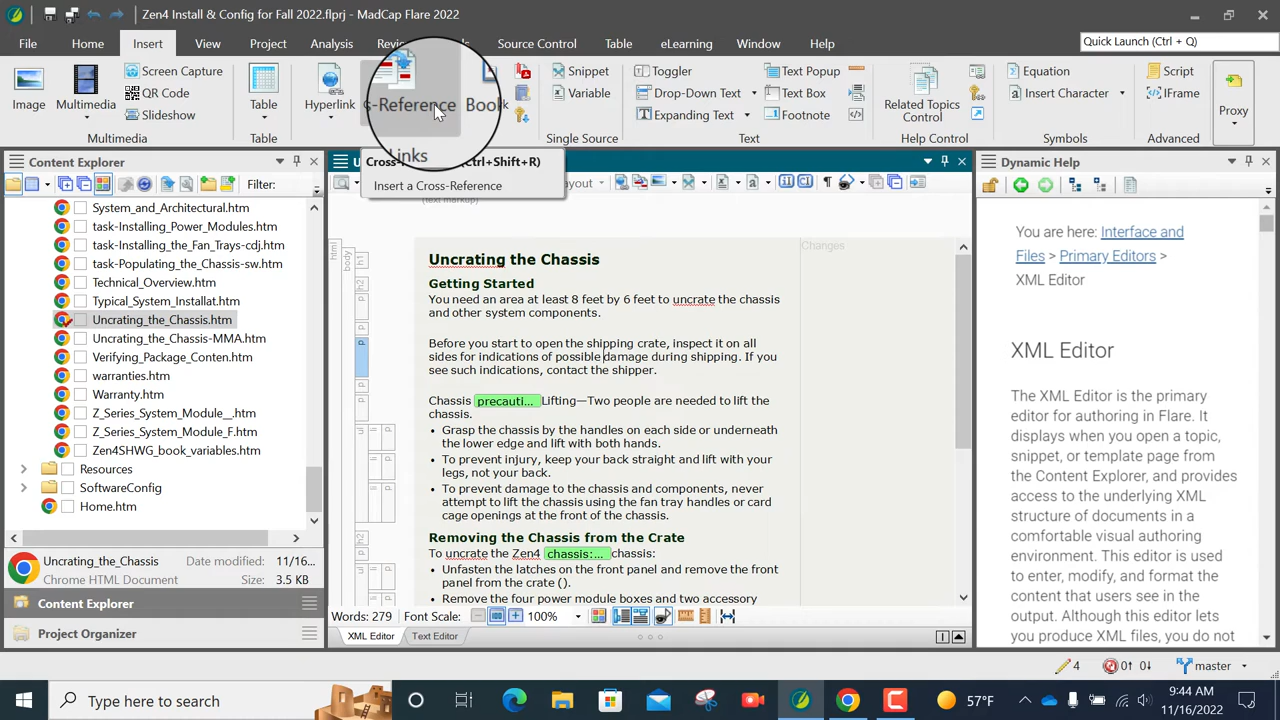 Zen4 Install & Config for Fall 2022.flprj - MadCap Flare 2022
File Home Insert View Project Analysis Source Control Table eLearning Window Help
Quick Launch (Ctrl + Q)
Image
Multimedia
Screen Capture
QR Code
Slideshow
Multimedia
Table
Table
Hyperlink
s-Reference
Book
Links
Snippet
Variable
Single Source
Toggler
Drop-Down Text
Expanding Text
Text Popup
Text Box
Footnote
Text
Related Topics
Control
Help Control
Equation
Insert Character
Symbols
Script
iFrame
Advanced
Proxy
Cross- (Ctrl+Shift+R)
Insert a Cross-Reference
Content Explorer
Filter:
System_and_Architectural.htm
task-Installing_Power_Modules.htm
task-Installing_the_Fan_Trays-cdj.htm
task-Populating_the_Chassis-sw.htm
Technical_Overview.htm
Typical_System_Installat.htm
Uncrating_the_Chassis.htm
Uncrating_the_Chassis-MMA.htm
Verifying_Package_Conten.htm
warranties.htm
Warranty.htm
Z_Series_System_Module__.htm
Z_Series_System_Module_F.htm
Zen4SHWG_book_variables.htm
Resources
SoftwareConfig
Home.htm
Uncrating_the_Chassis Date modified: 11/16...
Chrome HTML Document Size: 3.5 KB
Content Explorer
Project Organizer
ayout
(text markup)
html
body
h1
h2
p
Changes
Uncrating the Chassis
Getting Started
You need an area at least 8 feet by 6 feet to uncrate the chassis
and other system components.
Before you start to open the shipping crate, inspect it on all
sides for indications of possible damage during shipping. If you
see such indications, contact the shipper.
Chassis precauti... Lifting—Two people are needed to lift the
chassis.
• Grasp the chassis by the handles on each side or underneath
the lower edge and lift with both hands.
• To prevent injury, keep your back straight and lift with your
legs, not your back.
• To prevent damage to the chassis and components, never
attempt to lift the chassis using the fan tray handles or card
cage openings at the front of the chassis.
Removing the Chassis from the Crate
To uncrate the Zen4 chassis:... chassis:
• Unfasten the latches on the front panel and remove the front
panel from the crate ().
• Remove the four power module boxes and two accessory
Words: 279 Font Scale: 100%
XML Editor Text Editor
Dynamic Help
You are here: Interface and
Files > Primary Editors >
XML Editor
XML Editor
The XML Editor is the primary
editor for authoring in Flare. It
displays when you open a topic,
snippet, or template page from
the Content Explorer, and provides
access to the underlying XML
structure of documents in a
comfortable visual authoring
environment. This editor is used
to enter, modify, and format the
content that users see in the
output. Although this editor lets
you produce XML files, you do not
4 0↑ 0↓ master
Type here to search
57°F
9:44 AM
11/16/2022